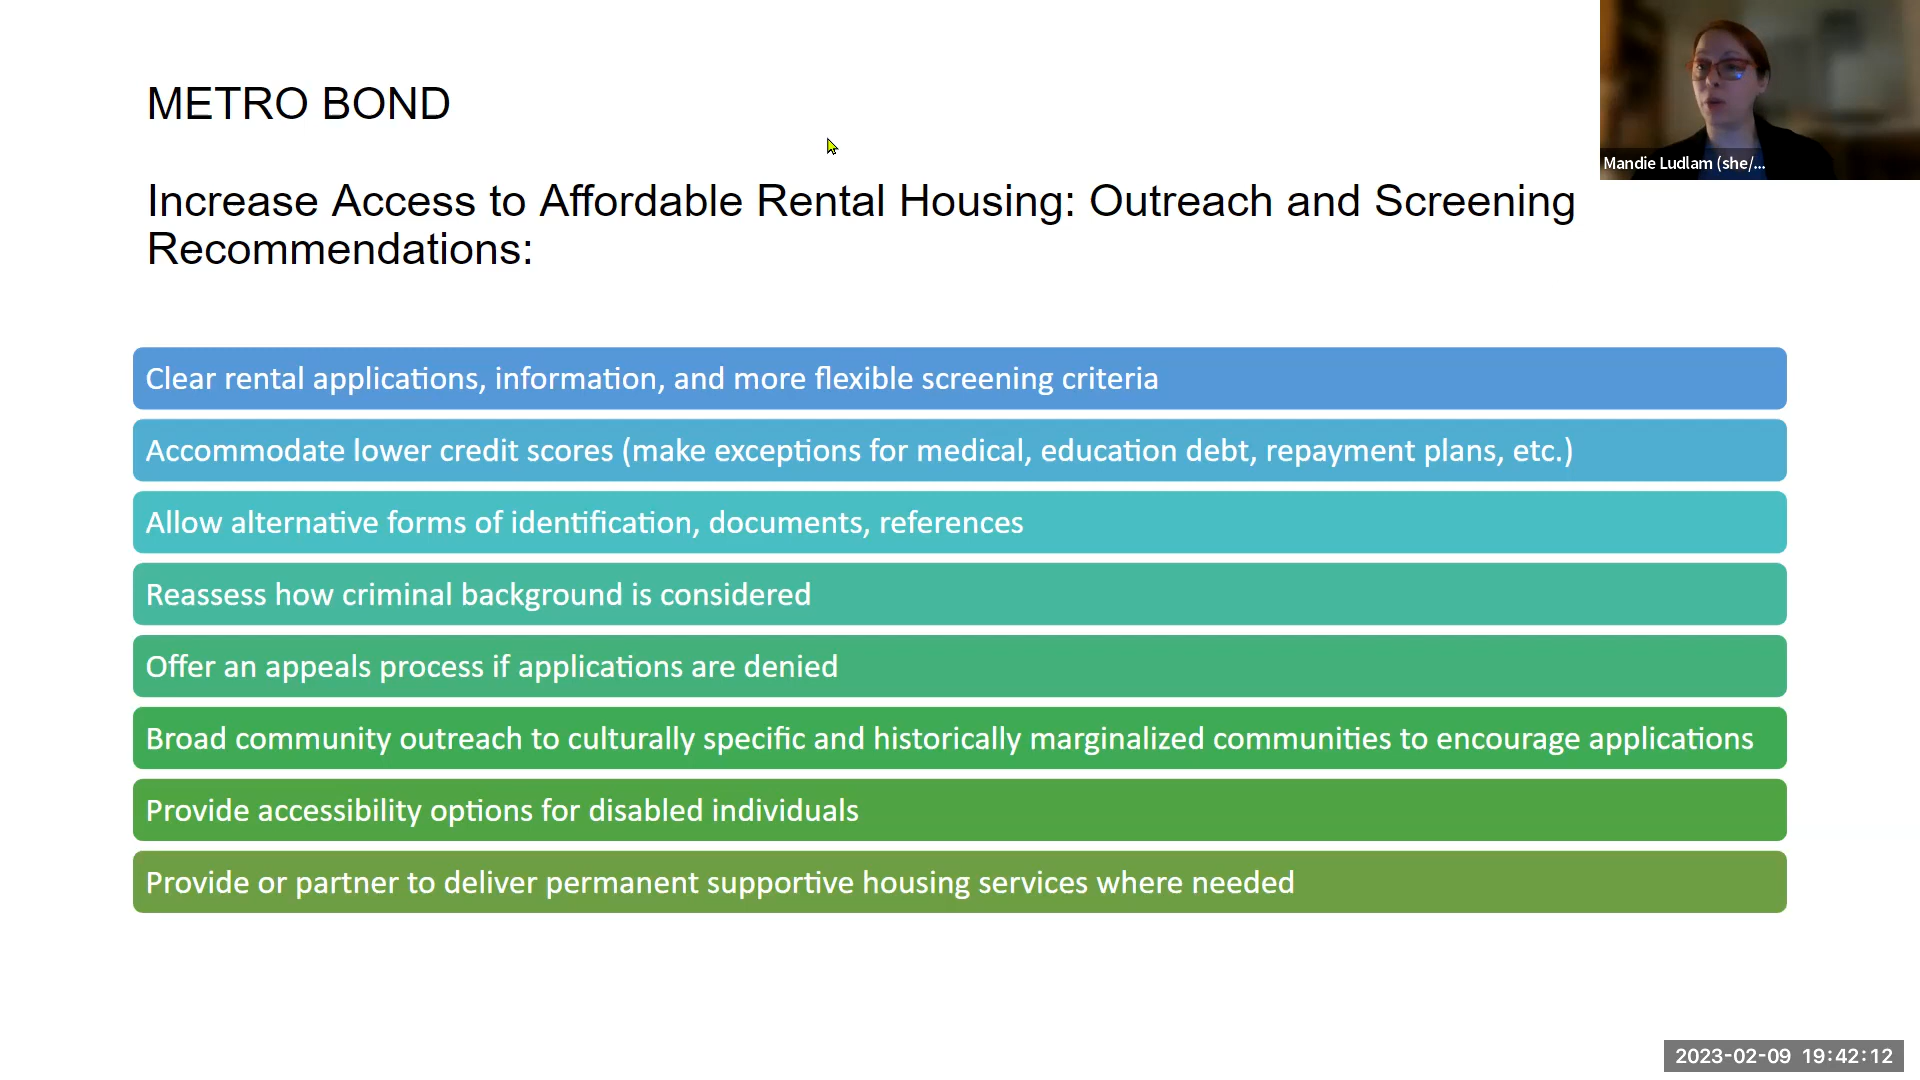 METRO BOND
Increase Access to Affordable Rental Housing: Outreach and Screening
Recommendations:
Mandie Ludlam (she/...
Clear rental applications, information, and more flexible screening criteria
Accommodate lower credit scores (make exceptions for medical, education debt, repayment plans, etc.)
Allow alternative forms of identification, documents, references
Reassess how criminal background is considered
Offer an appeals process if applications are denied
Broad community outreach to culturally specific and historically marginalized communities to encourage applications
Provide accessibility options for disabled individuals
Provide or partner to deliver permanent supportive housing services where needed
2023-02-09 19:42:12